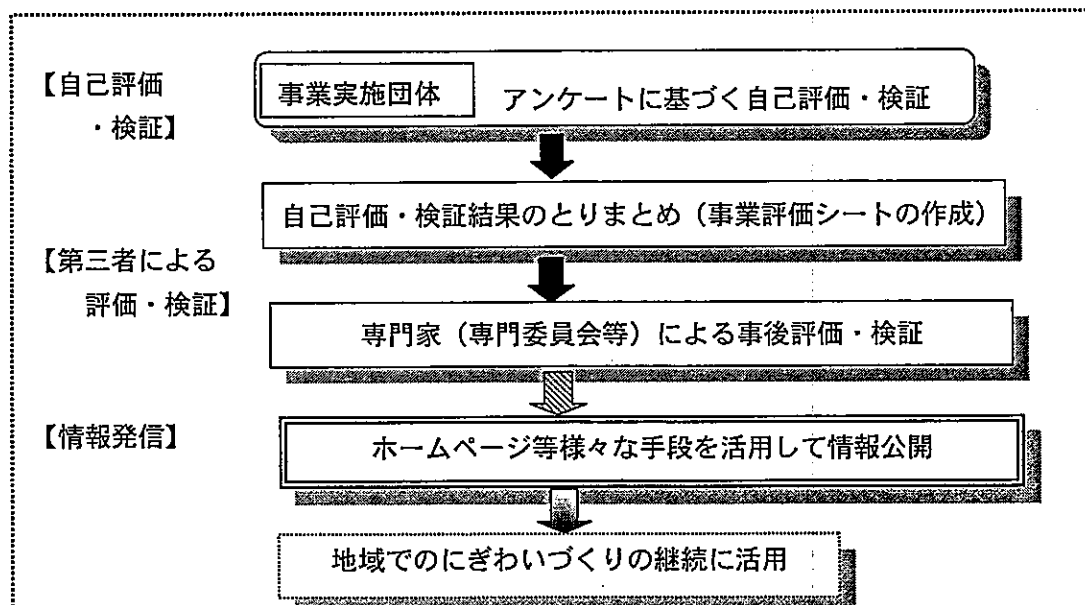 【自己評価
・検証】
事業実施団体
アンケートに基づく自己評価・検証
自己評価・検証結果のとりまとめ（事業評価シートの作成）
【第三者による
評価・検証】
専門家（専門委員会等）による事後評価・検証
【情報発信】
ホームページ等様々な手段を活用して情報公開
地域でのにぎわいづくりの継続に活用